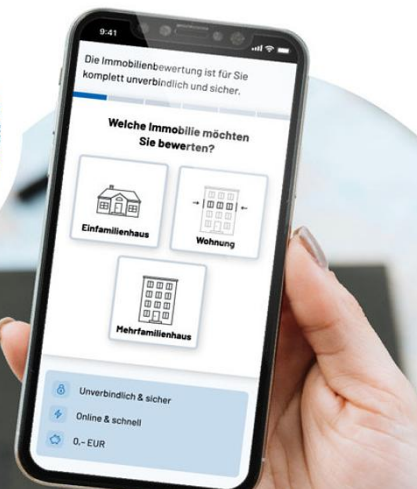 9:41
Die Immobilienbewertung ist für Sie
komplett unverbindlich und sicher.
Welche Immobilie möchten
Sie bewerten?
Einfamilienhaus
Wohnung
Mehrfamilienhaus
Unverbindlich & sicher
Online & schnell
0,- EUR